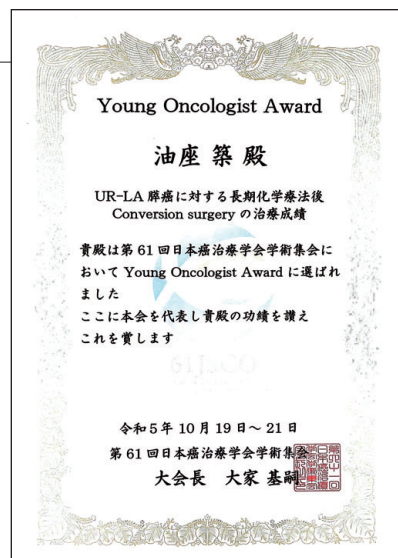 Young Oncologist Award
油座 築 殿
UR-LA 膵癌に対する長期化学療法後
Conversion surgery の治療成績
貴殿は第 61 回日本癌治療学会学術集会に
おいて Young Oncologist Award に選ばれ
ました
ここに本会を代表し貴殿の功績を讃え
これを賞します
61JSCO
令和5年 10 月 19 日～ 21 日
第 61 回日本癌治療学会学術集会
大会長 大家 基嗣